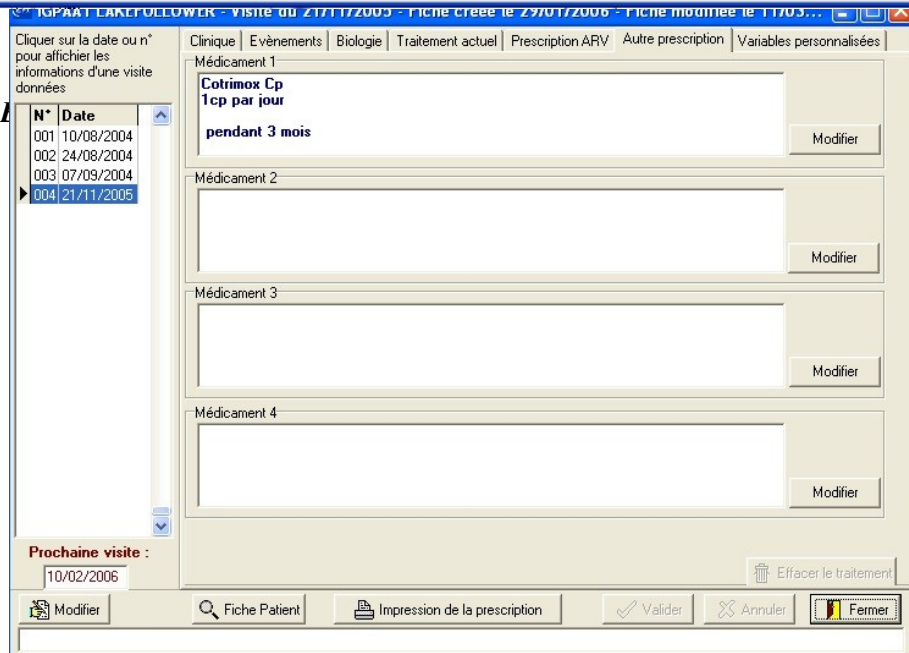 IGPAAT LAKEFOLLOWER - Visite du 21/11/2005 - Fiche créée le 29/01/2006 - Fiche modifiée le 11/03...
Cliquer sur la date ou n°
pour afficher les
informations d'une visite
données
N° Date
001 10/08/2004
002 24/08/2004
003 07/09/2004
004 21/11/2005
Prochaine visite :
10/02/2006
Clinique Evènements Biologie Traitement actuel Prescription ARV Autre prescription Variables personnalisées
Médicament 1
Cotrimox Cp
1cp par jour
pendant 3 mois
Modifier
Médicament 2
Modifier
Médicament 3
Modifier
Médicament 4
Modifier
Effacer le traitement
Modifier Fiche Patient Impression de la prescription Valider Annuler Fermer